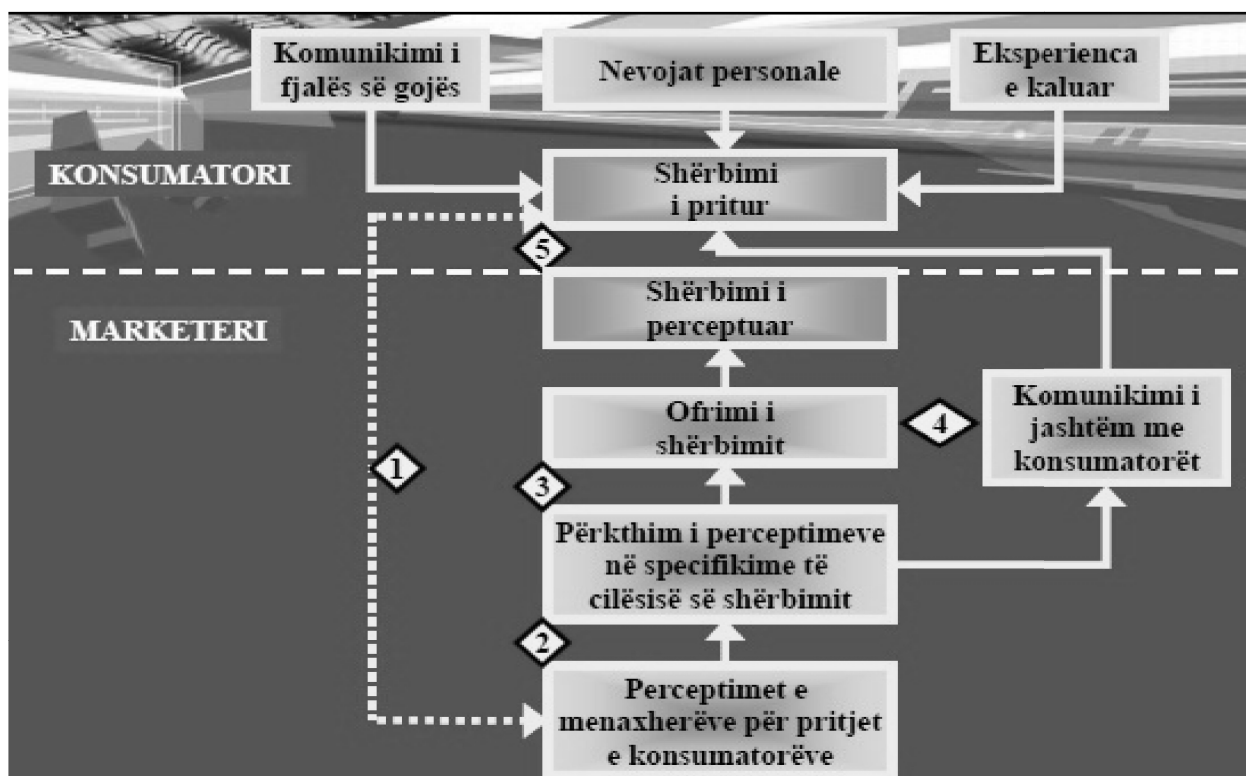 Komunikimi i
fjalës së gojës
Nevojat personale
Eksperienca
e kaluar
KONSUMATORI
Shërbimi
i pritur
5
Shërbimi i
perceptuar
MARKETERI
Ofrimi i
shërbimit
4
Komunikimi i
jashtëm me
konsumatorët
1
3
Përkthim i perceptimeve
në specifikime të
cilësisë së shërbimit
2
Perceptimet e
menaxherëve për pritjet
e konsumatorëve